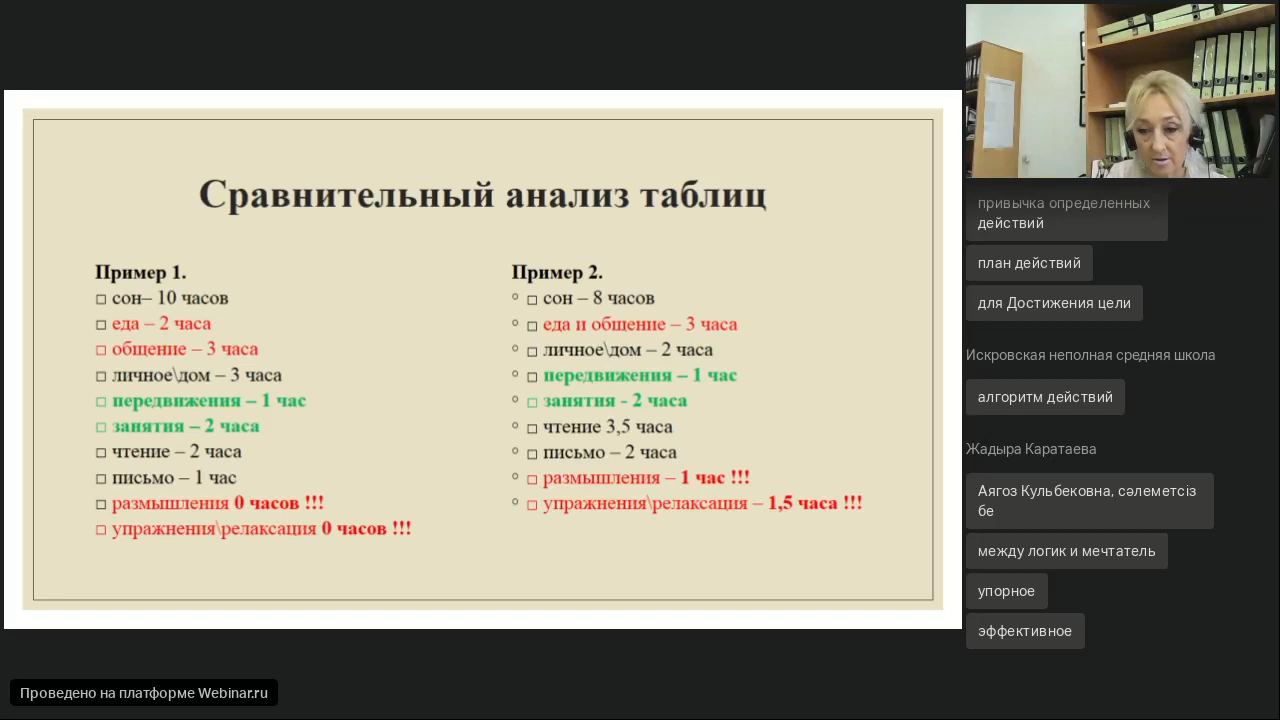 Сравнительный анализ таблиц
Пример 1.
□ сон– 10 часов
□ еда – 2 часа
□ общение – 3 часа
□ личное\дом – 3 часа
□ передвижения – 1 час
□ занятия – 2 часа
□ чтение – 2 часа
□ письмо – 1 час
□ размышления 0 часов !!!
□ упражнения\релаксация 0 часов !!!
Пример 2.
° □ сон – 8 часов
° □ еда и общение – 3 часа
° □ личное\дом – 2 часа
° □ передвижения – 1 час
° □ занятия - 2 часа
° □ чтение 3,5 часа
° □ письмо – 2 часа
° □ размышления – 1 час !!!
° □ упражнения\релаксация – 1,5 часа !!!
привычка определенных
действий
план действий
для Достижения цели
Искровская неполная средняя школа
алгоритм действий
Жадыра Каратаева
Аягоз Кульбековна, сәлеметсіз
бе
между логик и мечтатель
упорное
эффективное
Проведено на платформе Webinar.ru